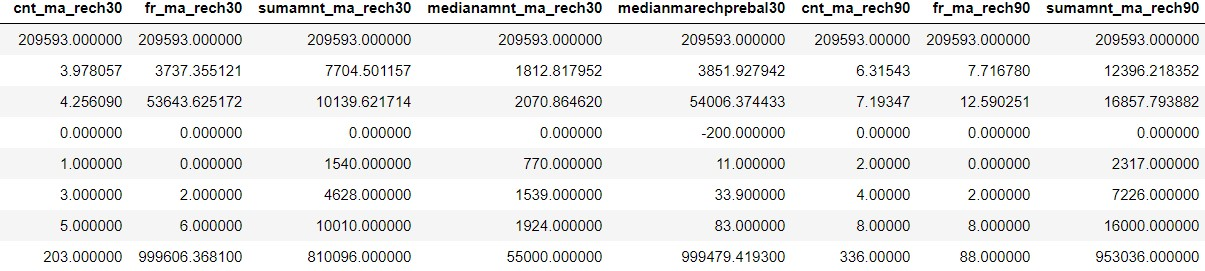 cnt_ma_rech30 fr_ma_rech30 sumamnt_ma_rech30 medianamnt_ma_rech30 medianmarechprebal30 cnt_ma_rech90 fr_ma_rech90 sumamnt_ma_rech90
209593.000000 209593.000000 209593.000000 209593.000000 209593.000000 209593.00000 209593.000000 209593.000000
3.978057 3737.355121 7704.501157 1812.817952 3851.927942 6.31543 7.716780 12396.218352
4.256090 53643.625172 10139.621714 2070.864620 54006.374433 7.19347 12.590251 16857.793882
0.000000 0.000000 0.000000 0.000000 -200.000000 0.00000 0.000000 0.000000
1.000000 0.000000 1540.000000 770.000000 11.000000 2.00000 0.000000 2317.000000
3.000000 2.000000 4628.000000 1539.000000 33.900000 4.00000 2.000000 7226.000000
5.000000 6.000000 10010.000000 1924.000000 83.000000 8.00000 8.000000 16000.000000
203.000000 999606.368100 810096.000000 55000.000000 999479.419300 336.00000 88.000000 953036.000000